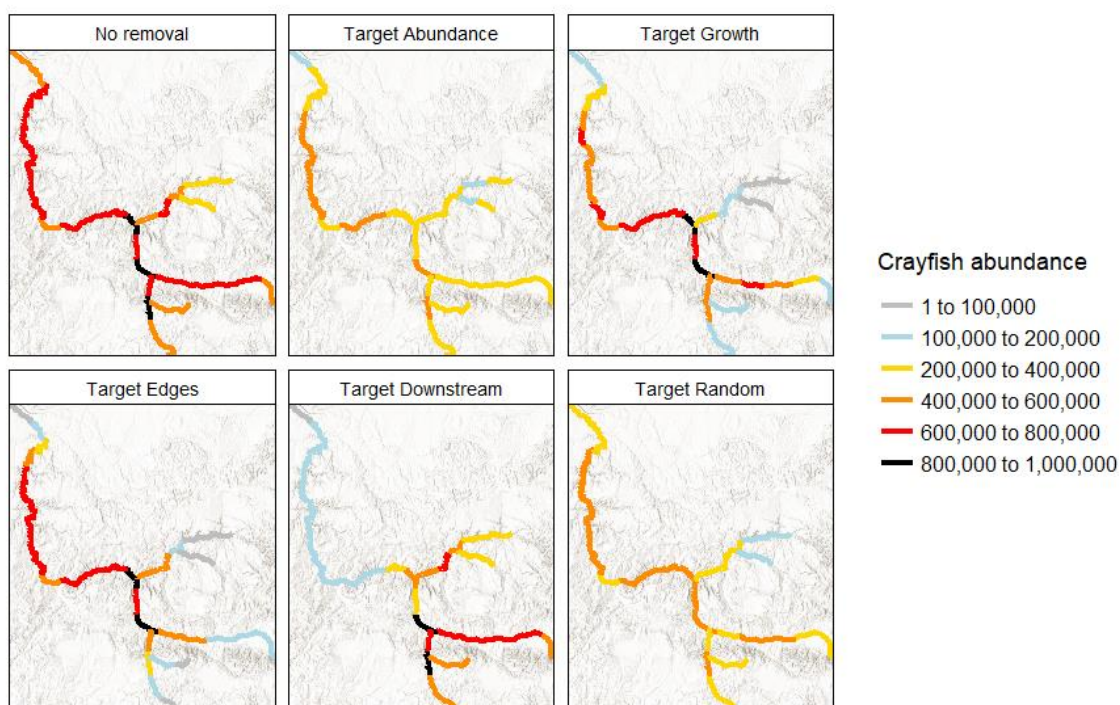 No removal
Target Abundance
Target Growth
Target Edges
Target Downstream
Target Random
Crayfish abundance
1 to 100,000
100,000 to 200,000
200,000 to 400,000
400,000 to 600,000
600,000 to 800,000
800,000 to 1,000,000